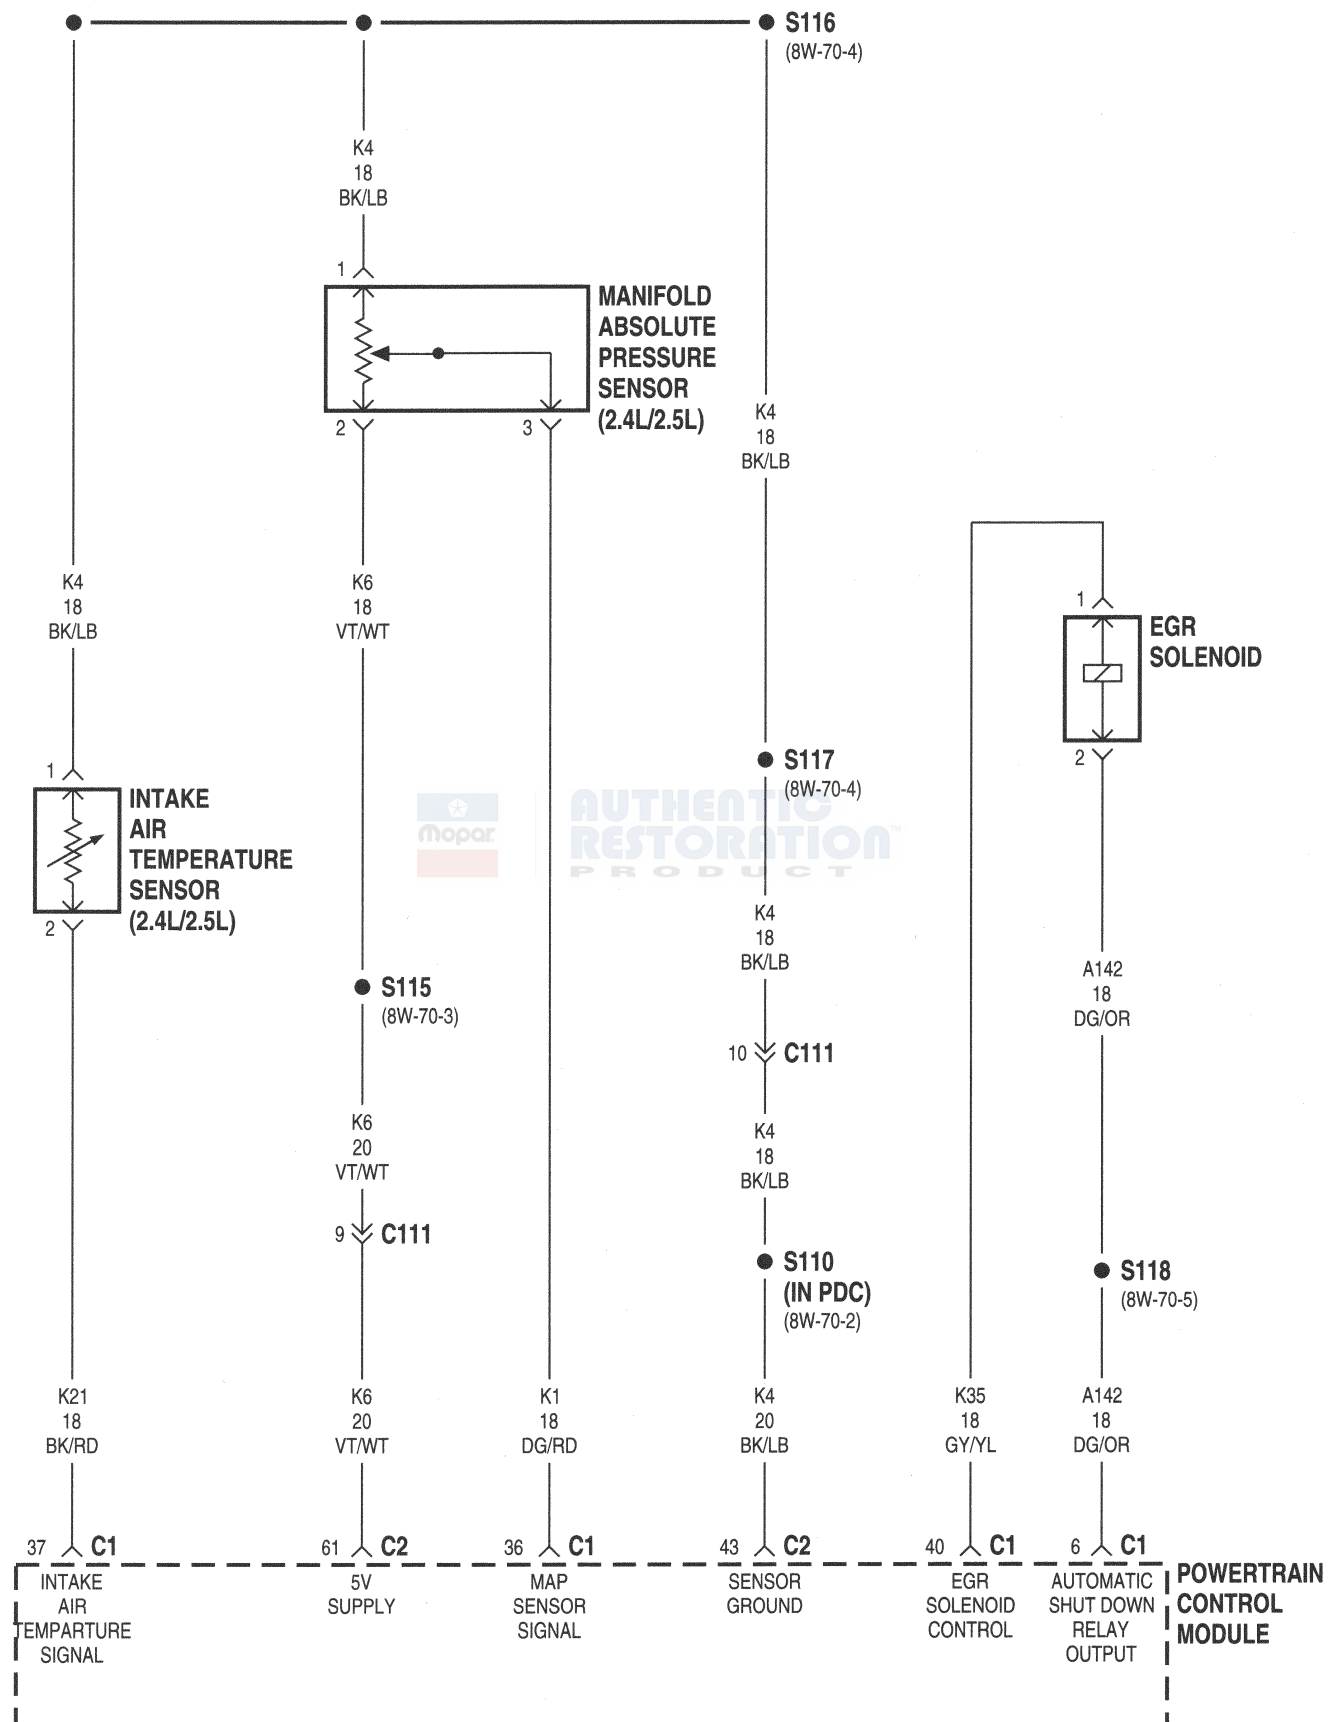 S116
(8W-70-4)
K4
18
BK/LB
1
MANIFOLD
ABSOLUTE
PRESSURE
SENSOR
(2.4L/2.5L)
2
3
K4
18
BK/LB
K4
18
BK/LB
K6
18
VT/WT
1
EGR
SOLENOID
2
S117
(8W-70-4)
1
INTAKE
AIR
TEMPERATURE
SENSOR
(2.4L/2.5L)
2
Mopar
AUTHENTIC
RESTORATION™
PRODUCT
K4
18
BK/LB
A142
18
DG/OR
S115
(8W-70-3)
10
C111
K6
20
VT/WT
K4
18
BK/LB
9
C111
S110
(IN PDC)
(8W-70-2)
S118
(8W-70-5)
K21
18
BK/RD
K6
20
VT/WT
K1
18
DG/RD
K4
20
BK/LB
K35
18
GY/YL
A142
18
DG/OR
37
C1
61
C2
36
C1
43
C2
40
C1
6
C1
INTAKE
AIR
TEMPARTURE
SIGNAL
5V
SUPPLY
MAP
SENSOR
SIGNAL
SENSOR
GROUND
EGR
SOLENOID
CONTROL
AUTOMATIC
SHUT DOWN
RELAY
OUTPUT
POWERTRAIN
CONTROL
MODULE